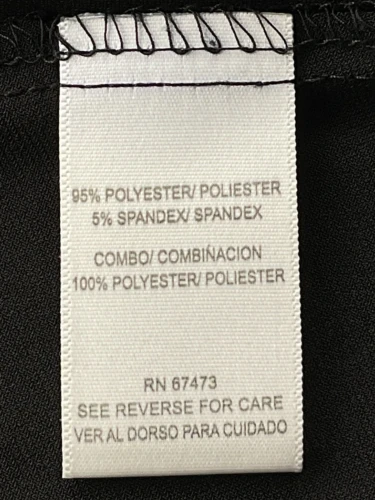 95% POLYESTER/ POLIESTER
5% SPANDEX/ SPANDEX
COMBO/ COMBIÑACION
100% POLYESTER/ POLIESTER
RN 67473
SEE REVERSE FOR CARE
VER AL DORSO PARA CUIDADO